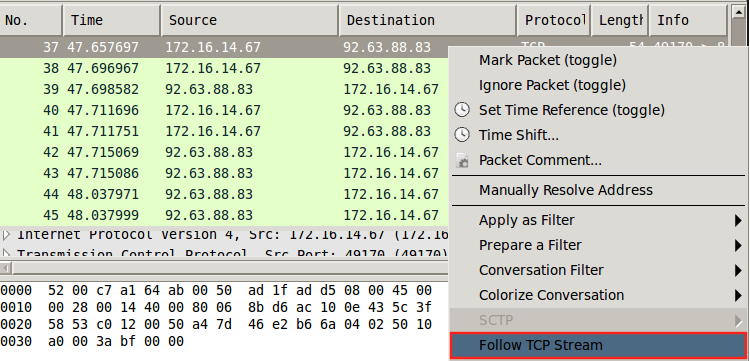 No. Time Source Destination Protocol Length Info
37 47.657697 172.16.14.67 92.63.88.83
38 47.696967 172.16.14.67 92.63.88.83
39 47.698582 92.63.88.83 172.16.14.67
40 47.711696 172.16.14.67 92.63.88.83
41 47.711751 172.16.14.67 92.63.88.83
42 47.715069 92.63.88.83 172.16.14.67
43 47.715086 92.63.88.83 172.16.14.67
44 48.037971 92.63.88.83 172.16.14.67
45 48.037999 92.63.88.83 172.16.14.67
Internet Protocol Version 4, Src: 172.16.14.67 (172.16
Transmission Control Protocol, Src Port: 49170 (49170)
0000 52 00 c7 a1 64 ab 00 50 ad 1f ad d5 08 00 45 00
0010 00 28 00 14 40 00 80 06 8b d6 ac 10 0e 43 5c 3f
0020 58 53 c0 12 00 50 a4 7d 46 e2 b6 6a 04 02 50 10
0030 a0 00 3a bf 00 00
Mark Packet (toggle)
Ignore Packet (toggle)
Set Time Reference (toggle)
Time Shift...
Packet Comment...
Manually Resolve Address
Apply as Filter
Prepare a Filter
Conversation Filter
Colorize Conversation
SCTP
Follow TCP Stream